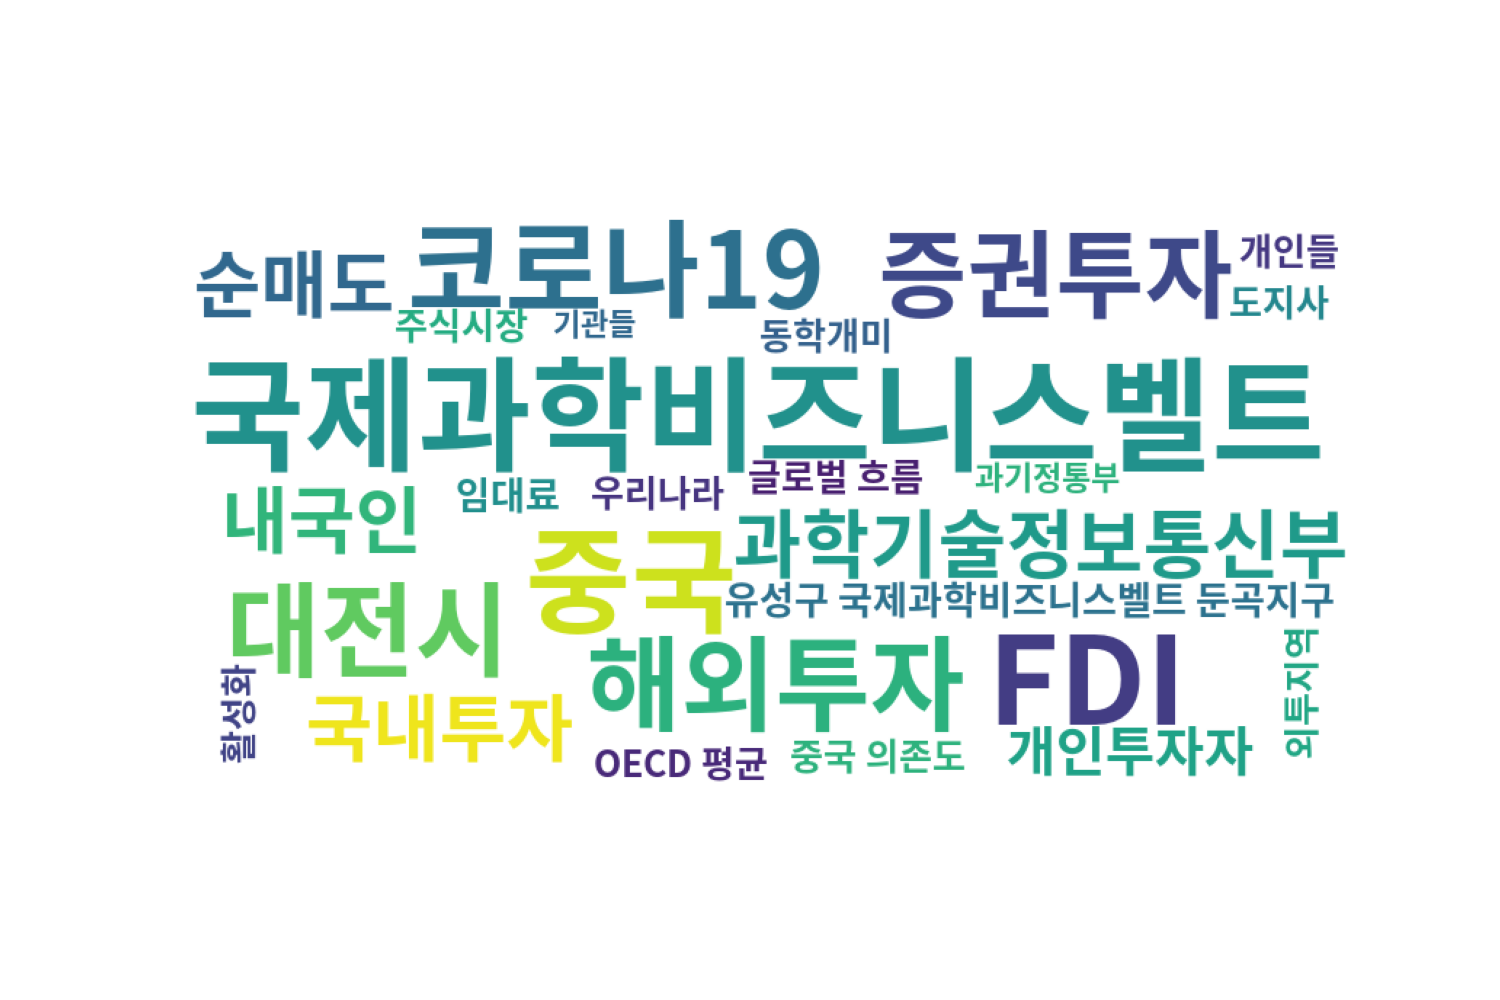 순매도
코로나19
증권투자
개인들
도지사
주식시장
기관들
동학개미
국제과학비즈니스벨트
글로벌 흐름
과기정통부
임대료
우리나라
내국인
중국
과학기술정보통신부
유성구 국제과학비즈니스벨트 둔곡지구
대전시
해외투자
FDI
외투지역
활성화
국내투자
OECD 평균
중국 의존도
개인투자자